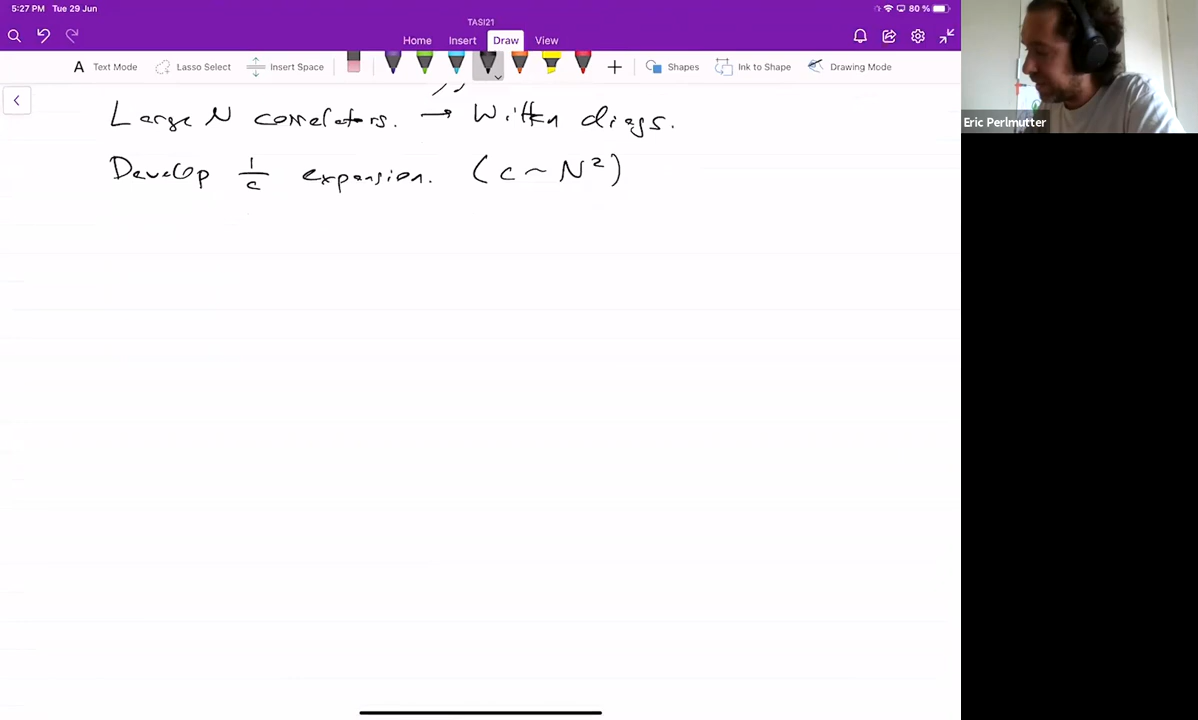 5:27 PM Tue 29 Jun
80 %
TASI21
Home Insert Draw View
A Text Mode Lasso Select Insert Space Shapes Ink to Shape Drawing Mode
Eric Perlmutter
Large N correlators. → Witten diags.
Develop 1/c expansion. (c ~ N²)